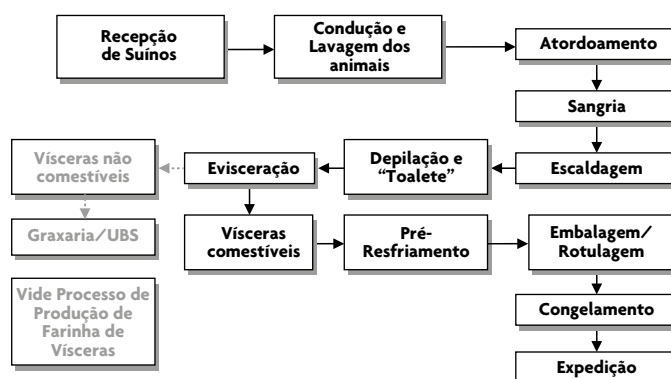 Recepção
de Suínos
Condução e
Lavagem dos
animais
Atordoamento
Sangria
Escaldagem
Depilação e
“Toalete”
Evisceração
Vísceras não
comestíveis
Graxaria/UBS
Vide Processo de
Produção de
Farinha de
Vísceras
Vísceras
comestíveis
Pré-
Resfriamento
Embalagem/
Rotulagem
Congelamento
Expedição